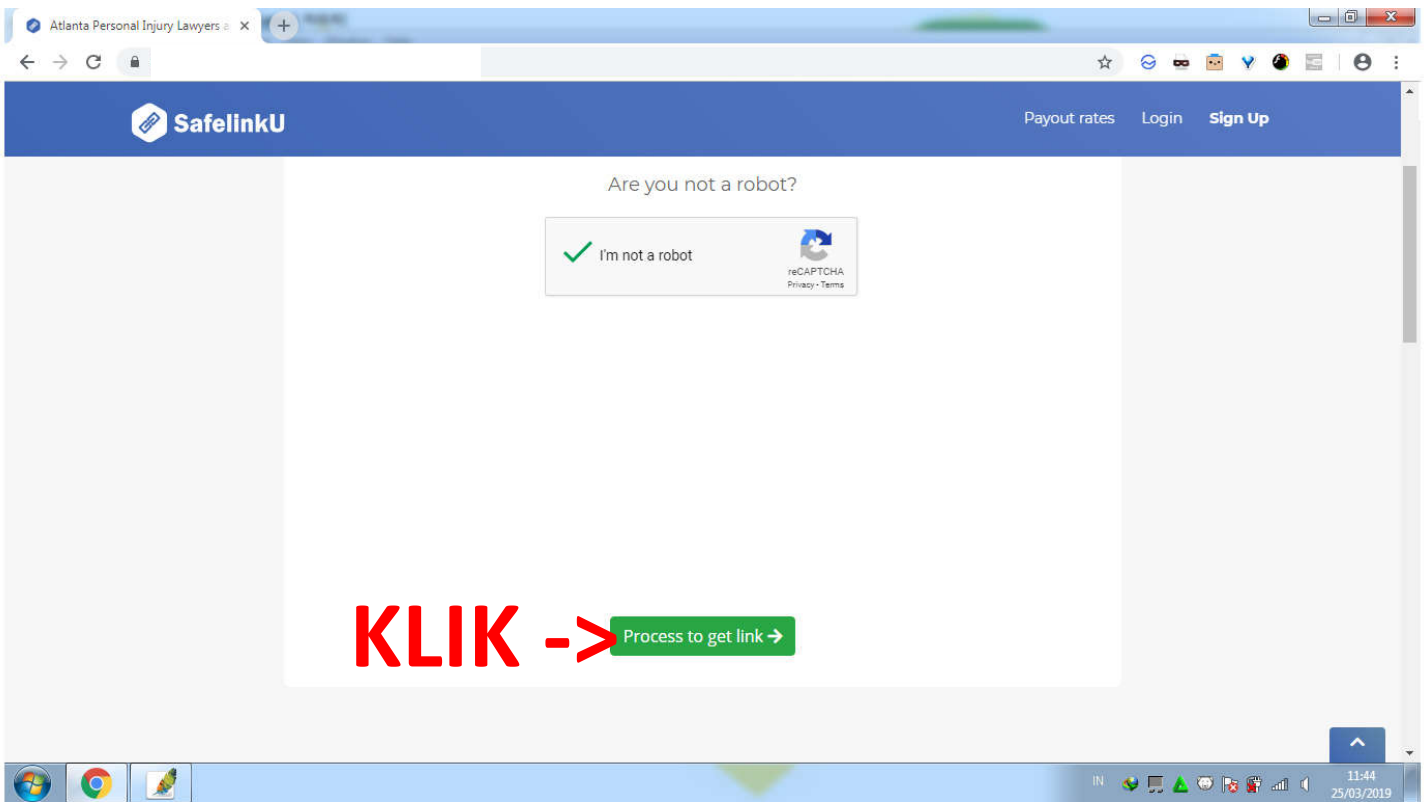 Atlanta Personal Injury Lawyers a
SafelinkU
Payout rates Login Sign Up
Are you not a robot?
I'm not a robot
reCAPTCHA
Privacy - Terms
KLIK -> Process to get link →
IN
11:44
25/03/2019